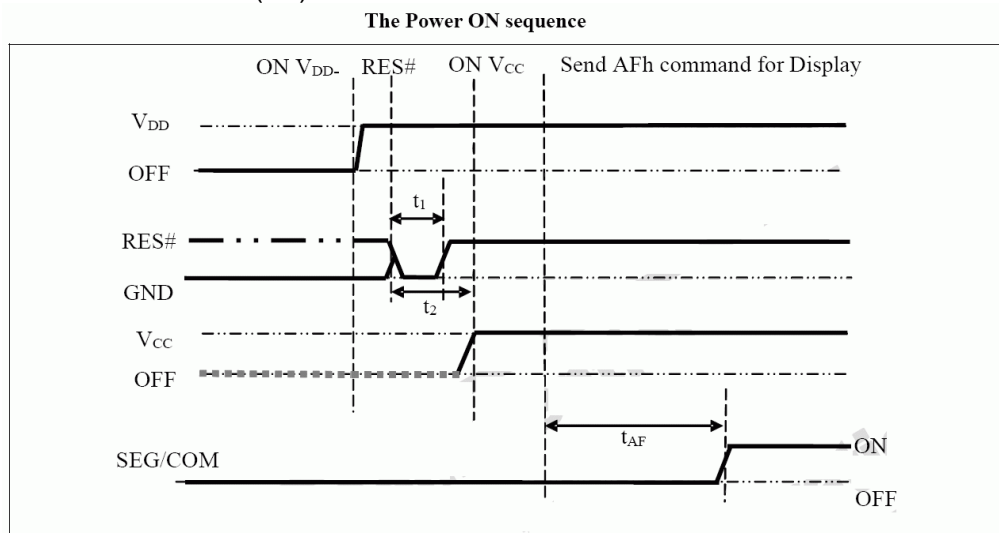 The Power ON sequence
ON VDD- RES# ON VCC Send AFh command for Display
VDD
OFF
t1
RES#
GND
t2
VCC
OFF
tAF
ON
SEG/COM
OFF